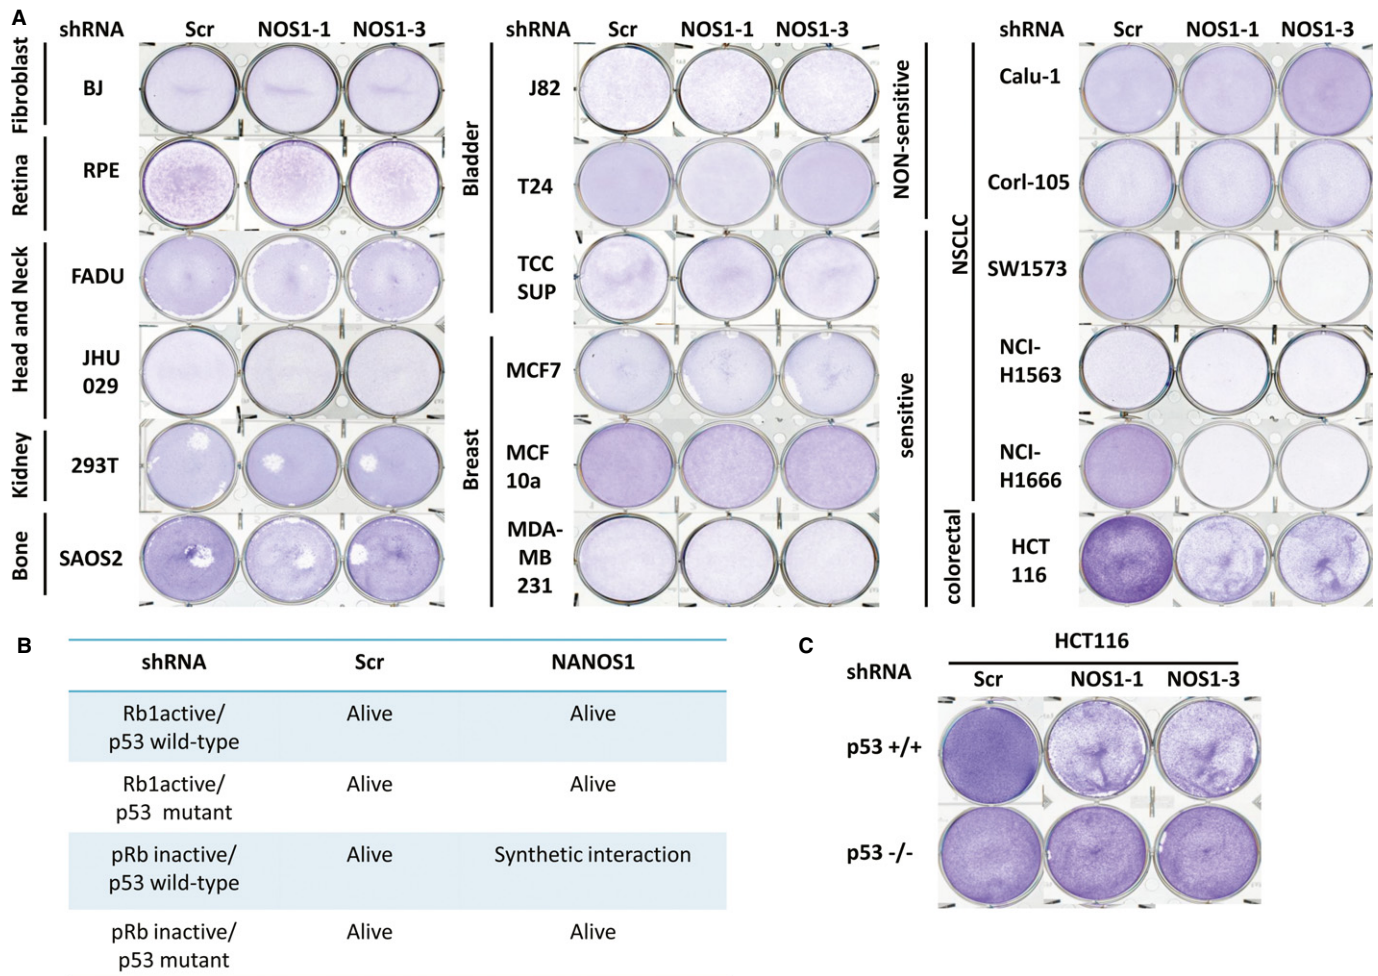 A
shRNA Scr NOS1-1 NOS1-3
Fibroblast
BJ
Retina
RPE
Head and Neck
FADU
JHU
029
Kidney
293T
Bone
SAOS2
shRNA Scr NOS1-1 NOS1-3
Bladder
J82
T24
TCC
SUP
Breast
MCF7
MCF
10a
MDA-
MB
231
NON-sensitive
sensitive
shRNA Scr NOS1-1 NOS1-3
NSCLC
Calu-1
Corl-105
SW1573
NCI-
H1563
NCI-
H1666
colorectal
HCT
116
B
shRNA Scr NANOS1
Rb1active/
p53 wild-type
Alive Alive
Rb1active/
p53 mutant
Alive Alive
pRb inactive/
p53 wild-type
Alive Synthetic interaction
pRb inactive/
p53 mutant
Alive Alive
C
HCT116
shRNA Scr NOS1-1 NOS1-3
p53 +/+
p53 -/-